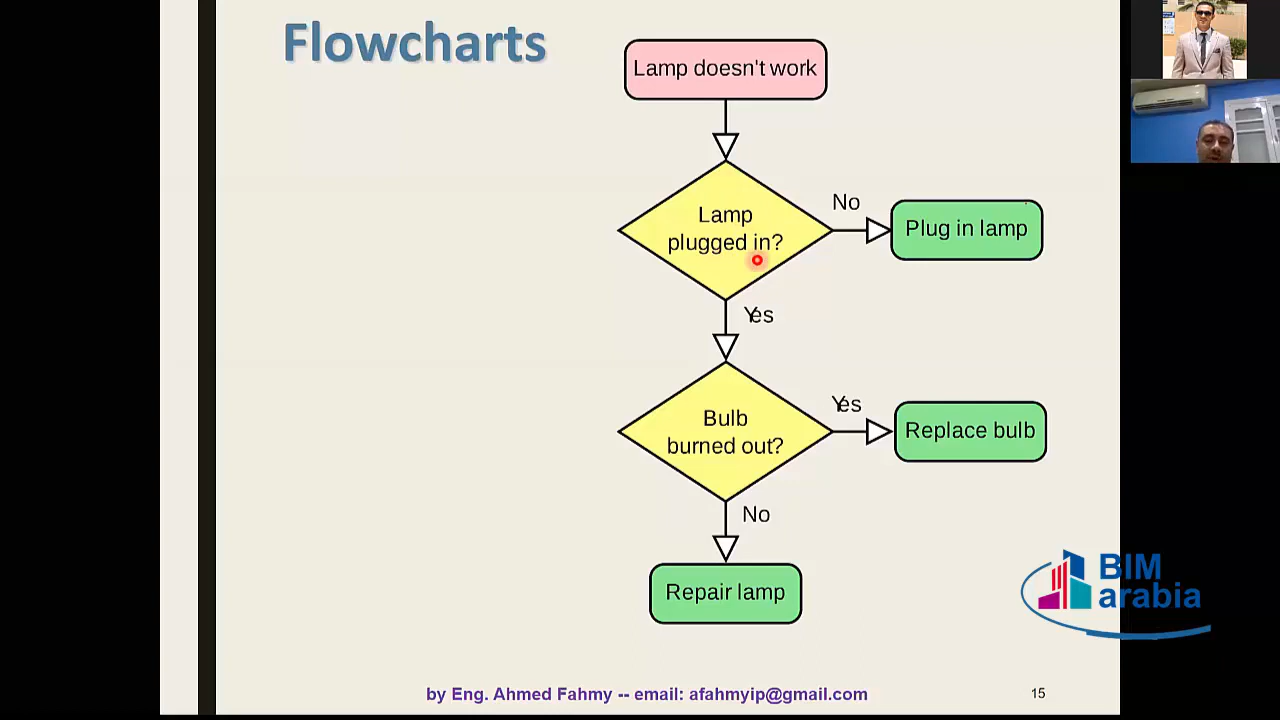 Flowcharts
Lamp doesn't work
Lamp
plugged in?
No
Plug in lamp
Yes
Bulb
burned out?
Yes
Replace bulb
No
Repair lamp
BIM
arabia
by Eng. Ahmed Fahmy -- email: afahmyip@gmail.com
15